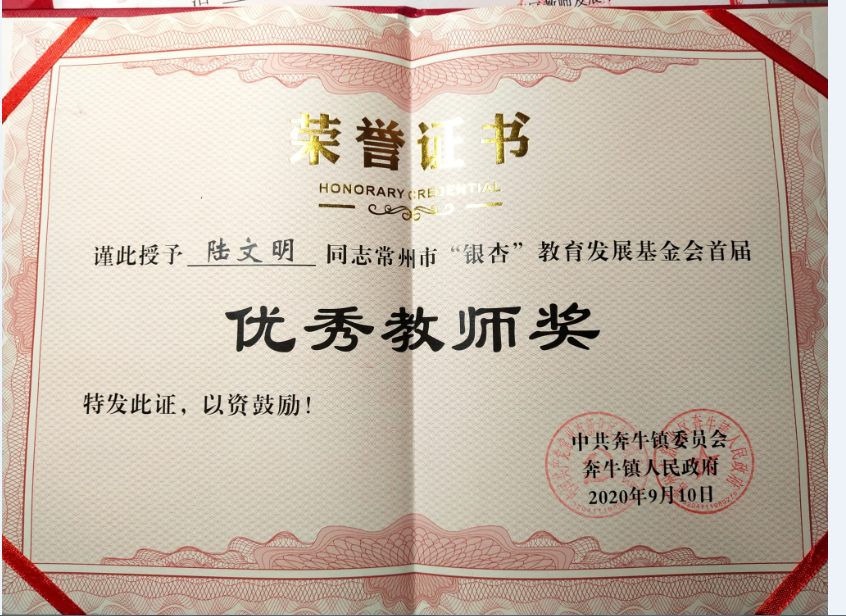 荣誉证书
HONORARY CREDENTIAL
谨此授予 陆文明 同志常州市“银杏”教育发展基金会首届
优秀教师奖
特发此证，以资鼓励！
中共奔牛镇委员会
奔牛镇人民政府
2020年9月10日